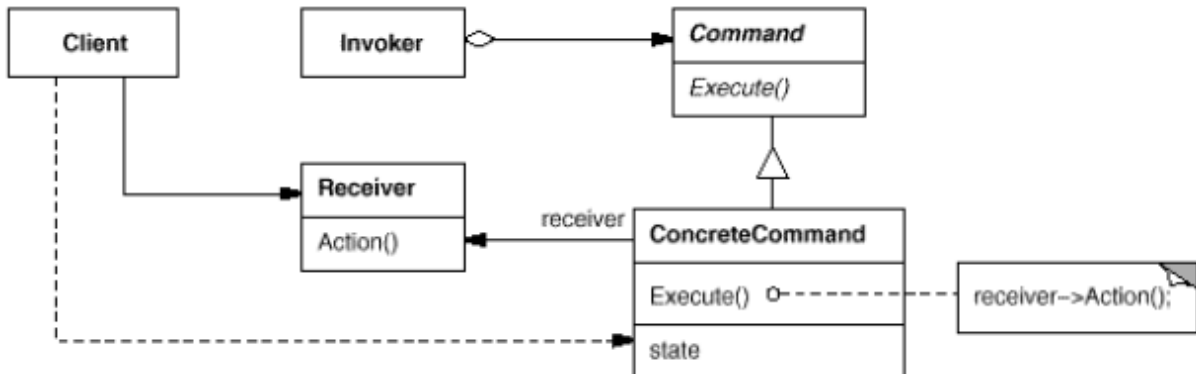 Client
Invoker
Command
Execute()
Receiver
Action()
receiver
ConcreteCommand
Execute()
state
receiver->Action();